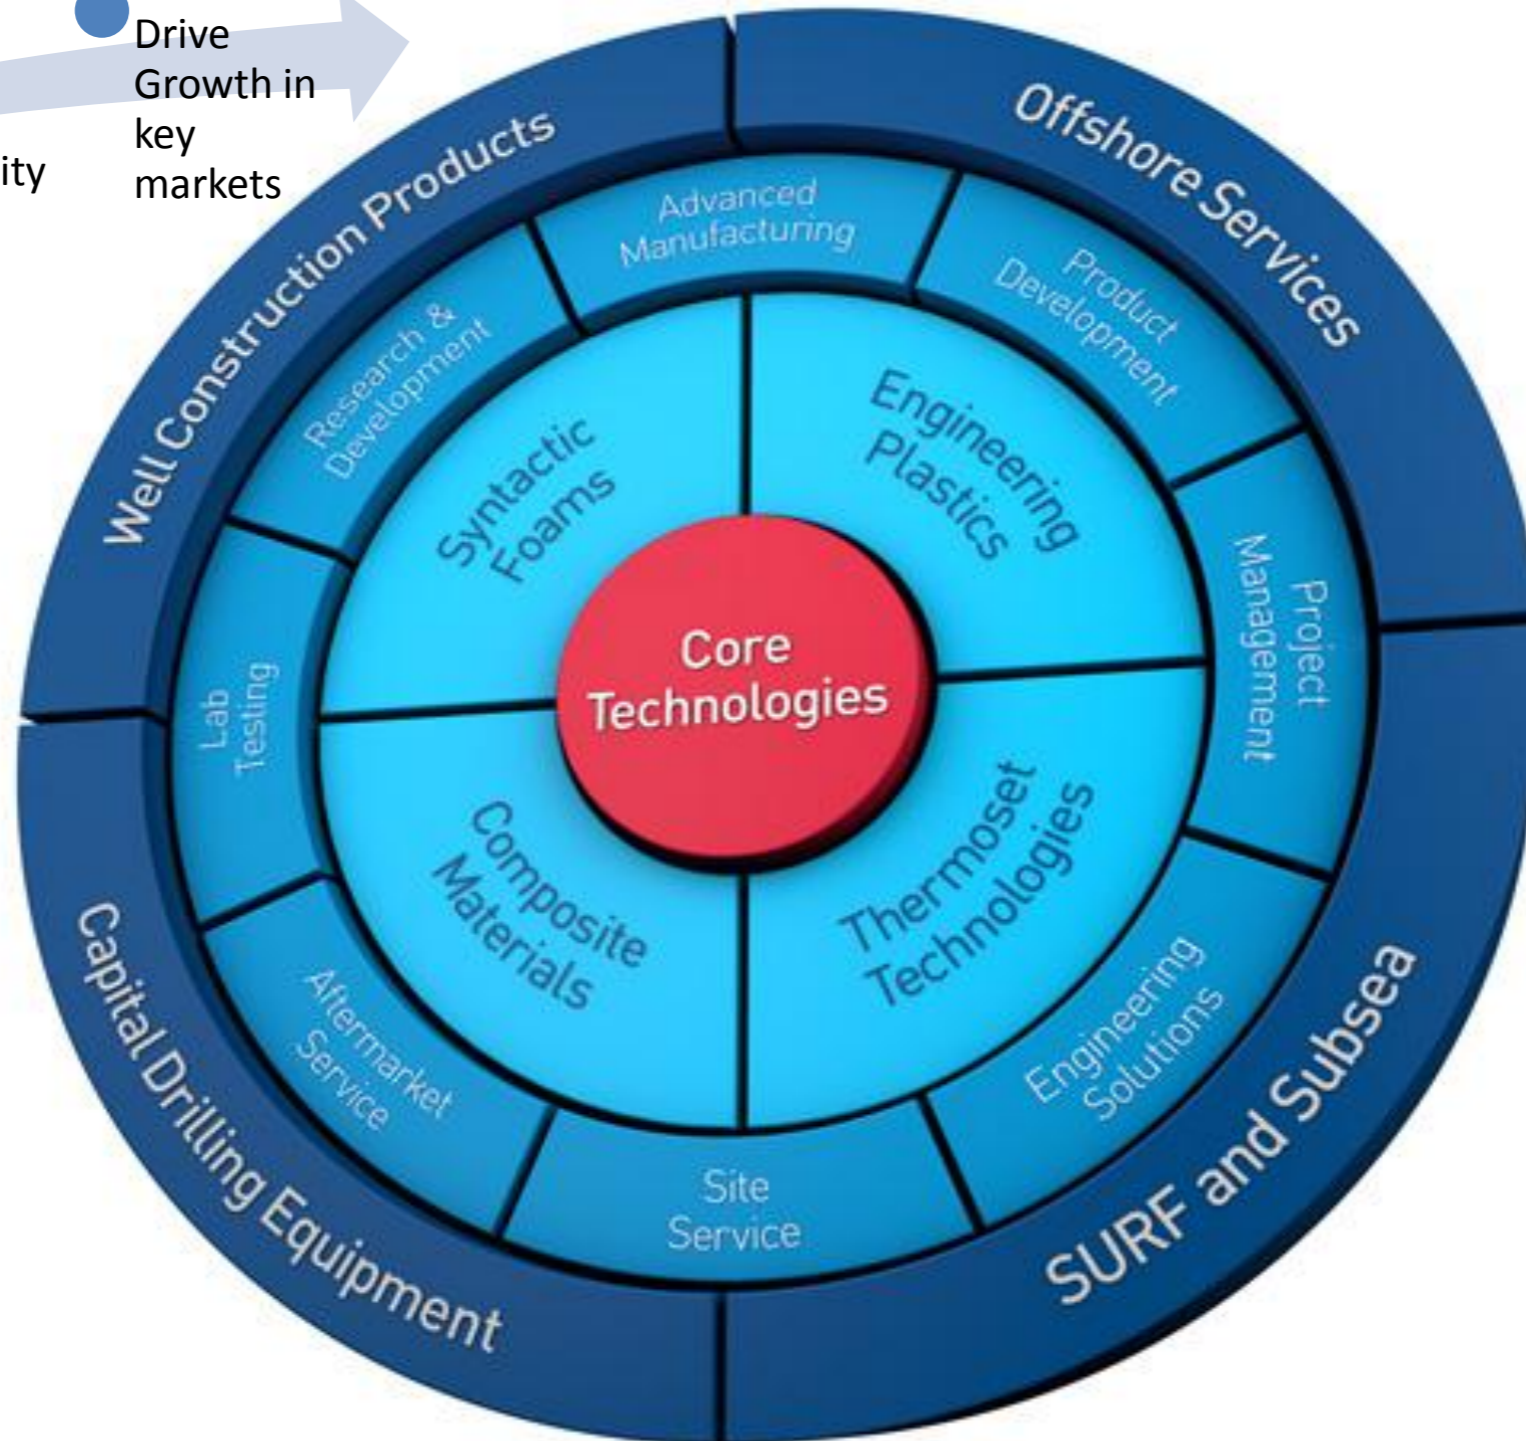 Drive
Growth in
key
markets
ity
Well Construction Products
Offshore Services
Advanced
Manufacturing
Product
Development
Research &
Development
Syntactic
Foams
Engineering
Plastics
Project
Management
Core
Technologies
Lab
Testing
Composite
Materials
Thermoset
Technologies
Capital Drilling Equipment
Aftermarket
Service
Engineering
Solutions
SURF and Subsea
Site
Service